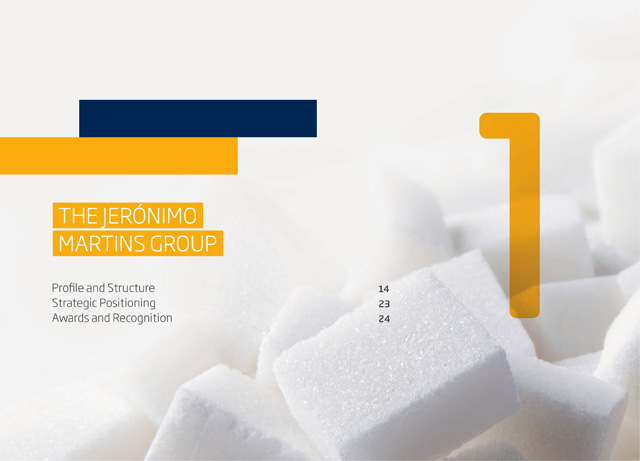 1
THE JERÓNIMO
MARTINS GROUP
Profile and Structure 14
Strategic Positioning 23
Awards and Recognition 24